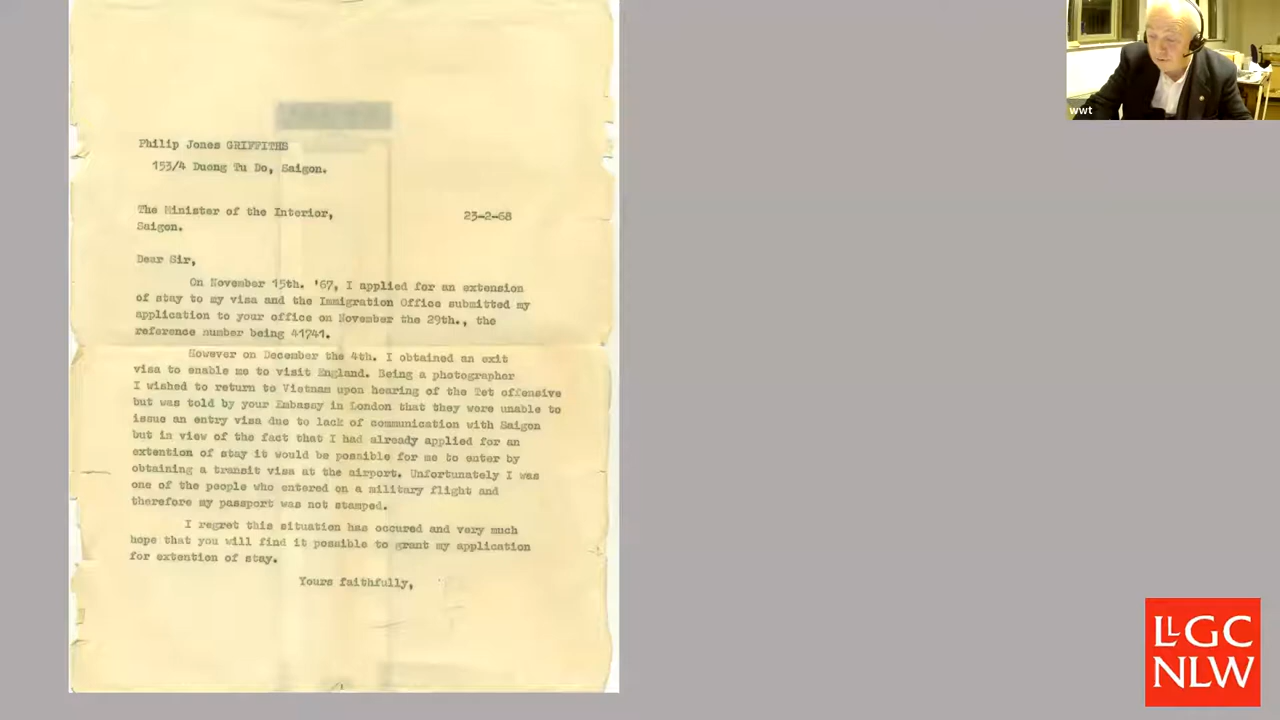 wwt
Philip Jones GRIFFITHS
153/4 Duong Tu Do, Saigon.
The Minister of the Interior,
23-2-68
Saigon.
Dear Sir,
On November 15th. '67, I applied for an extension
of stay to my visa and the Immigration Office submitted my
application to your office on November the 29th., the
reference number being 41741.
However on December the 4th. I obtained an exit
visa to enable me to visit England. Being a photographer
I wished to return to Vietnam upon hearing of the Tet offensive
but was told by your Embassy in London that they were unable to
issue an entry visa due to lack of communication with Saigon
but in view of the fact that I had already applied for an
extention of stay it would be possible for me to enter by
obtaining a transit visa at the airport. Unfortunately I was
one of the people who entered on a military flight and
therefore my passport was not stamped.
I regret this situation has occured and very much
hope that you will find it possible to grant my application
for extention of stay.
Yours faithfully,
LLGC
NLW